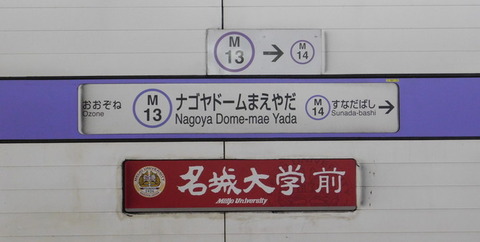 M 13 → M 14
おおぞね M 13 ナゴヤドームまえやだ M 14 すなだばし →
Ozone Nagoya Dome-mae Yada Sunada-bashi
名城大学前
Meijo University